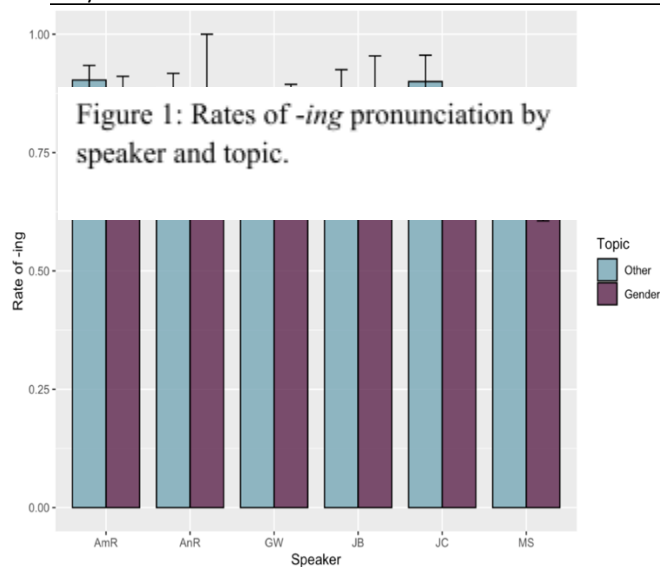 1.00
Figure 1: Rates of -ing pronunciation by
speaker and topic.
0.75
0.50
0.25
0.00
Rate of -ing
AmR AnR GW JB JC MS
Speaker
Topic
Other
Gender